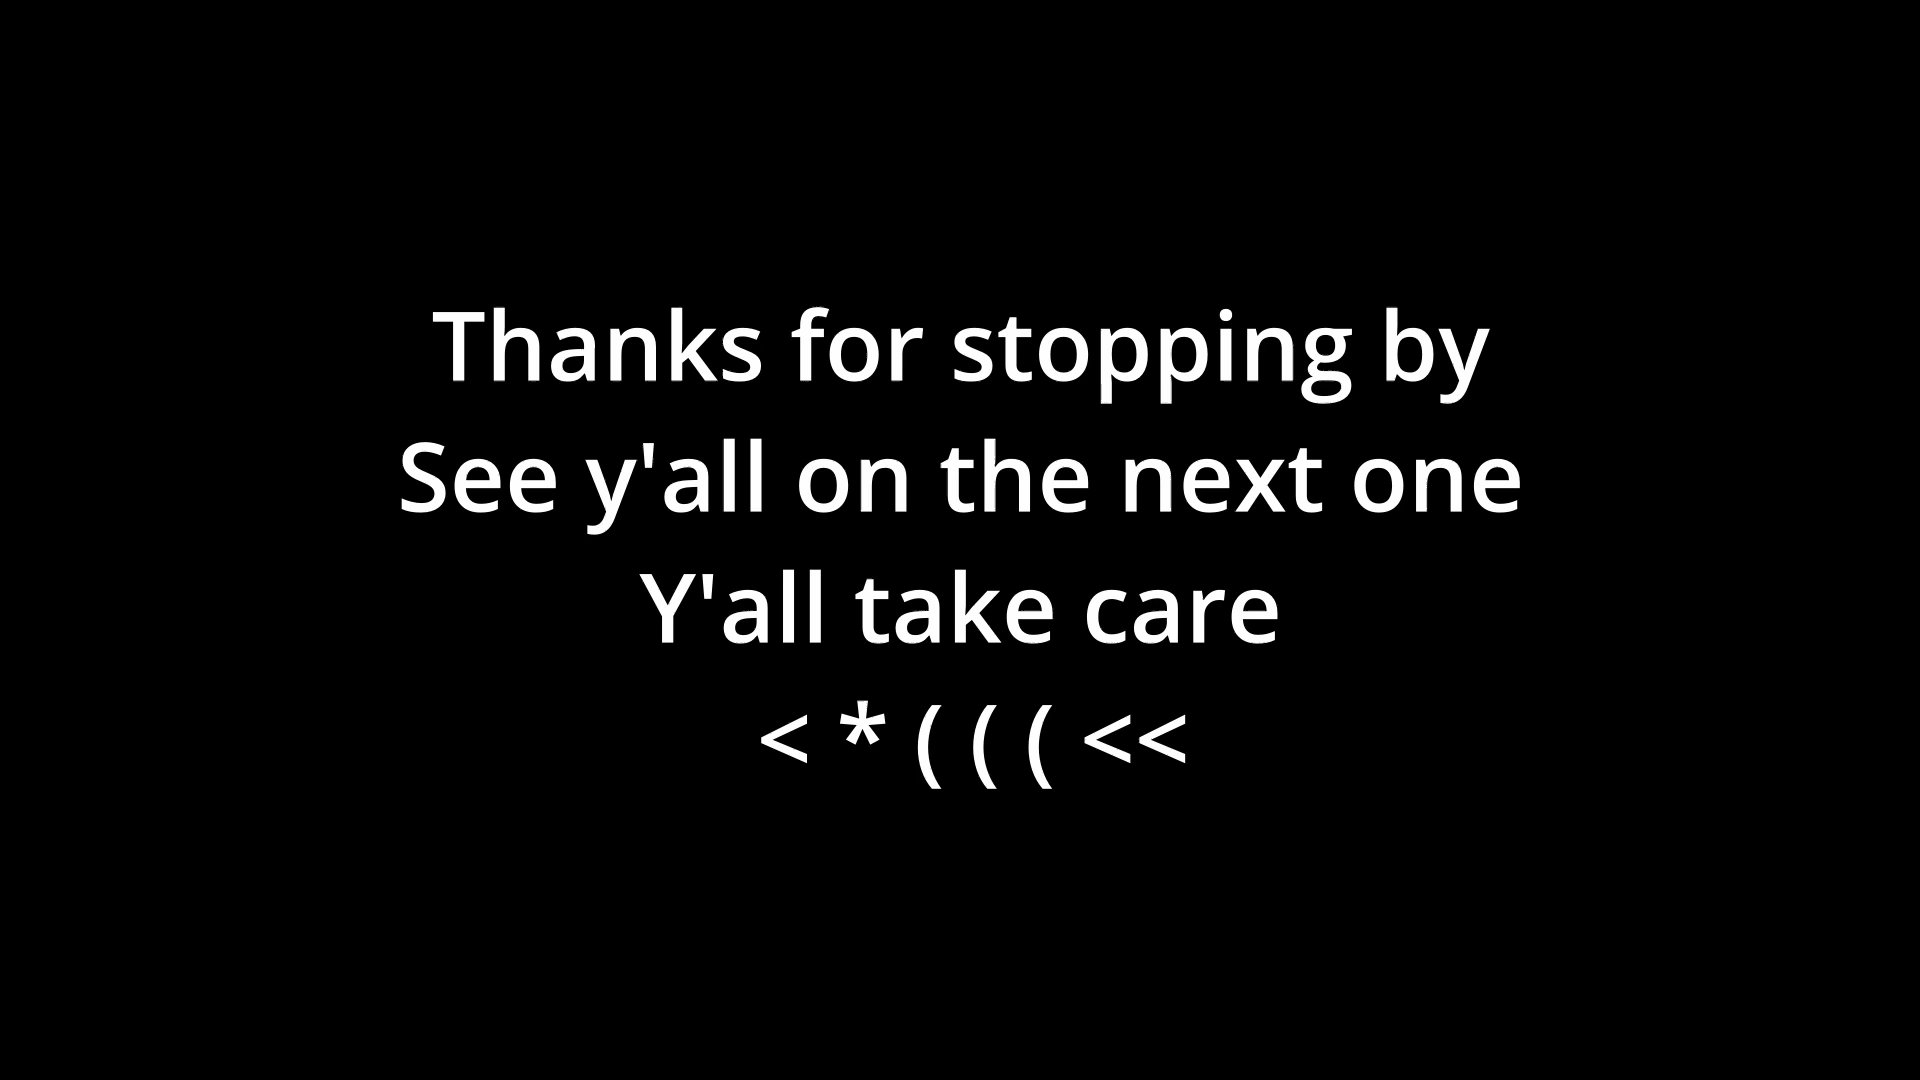 Thanks for stopping by
See y'all on the next one
Y'all take care
< * ( ( ( <<